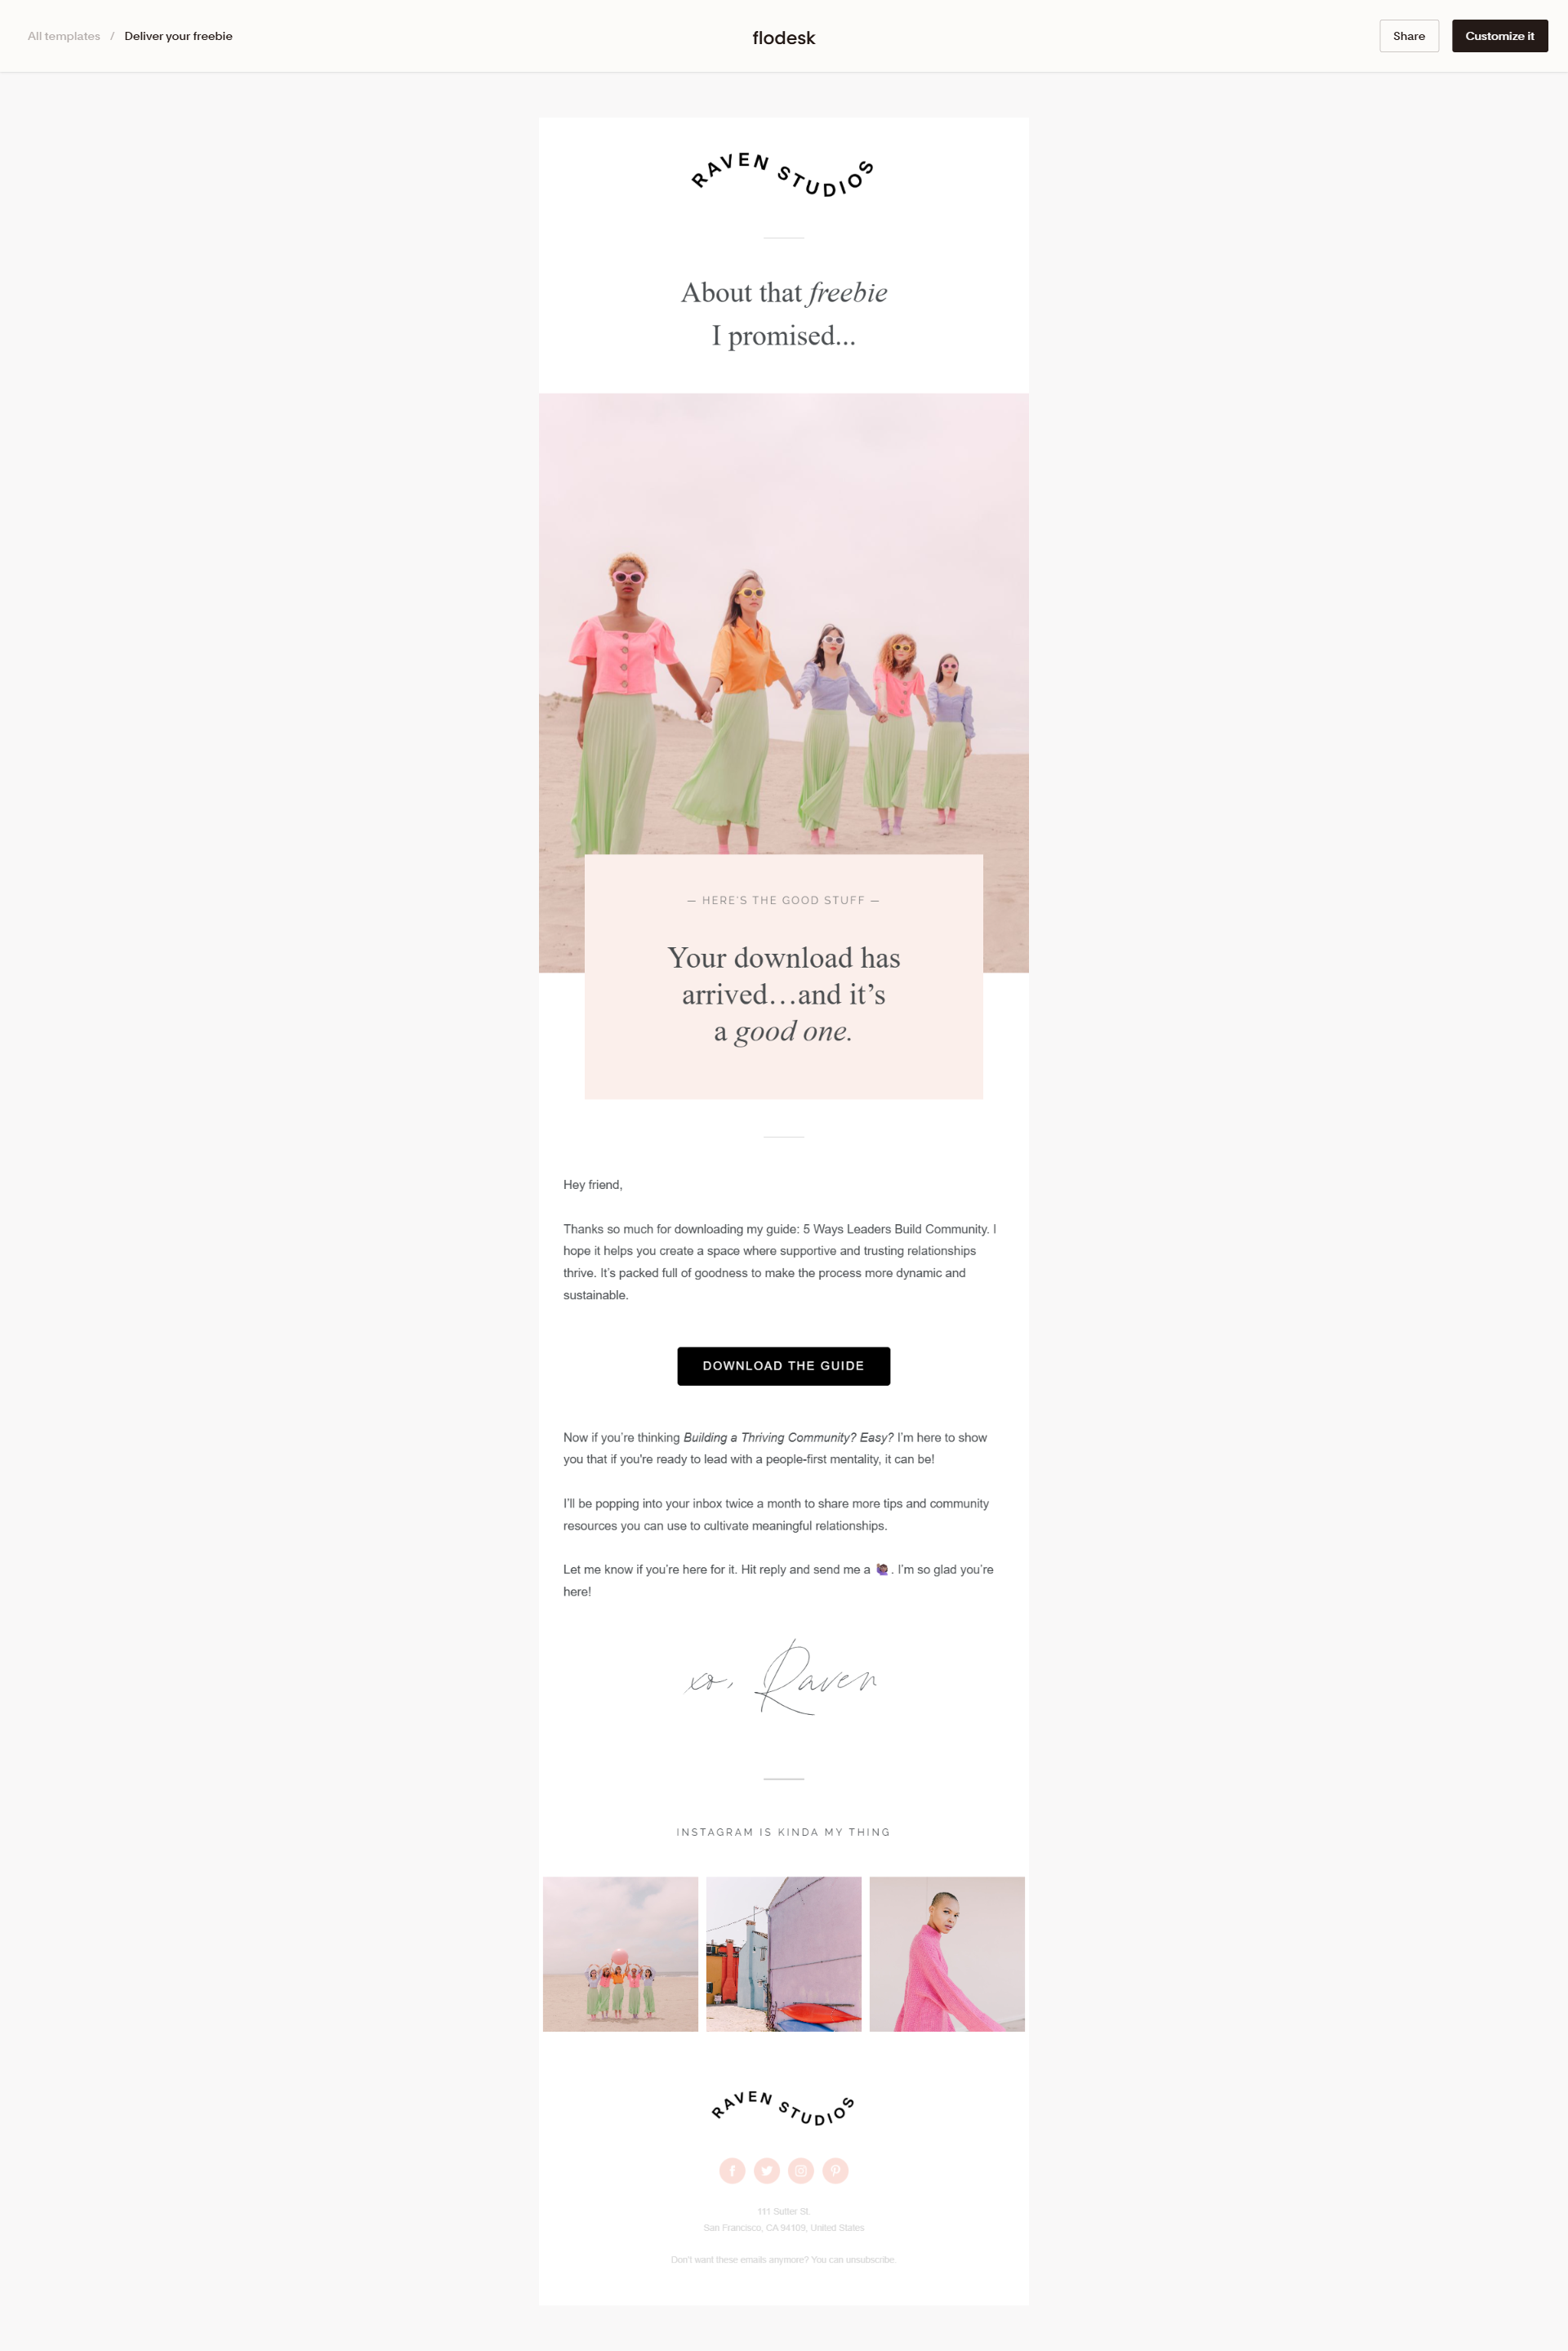 All templates / Deliver your freebie
flodesk
Share
Customize it
RAVEN STUDIOS
About that freebie
I promised...
— HERE'S THE GOOD STUFF —
Your download has
arrived…and it’s
a good one.
Hey friend,
Thanks so much for downloading my guide: 5 Ways Leaders Build Community. I
hope it helps you create a space where supportive and trusting relationships
thrive. It’s packed full of goodness to make the process more dynamic and
sustainable.
DOWNLOAD THE GUIDE
Now if you’re thinking Building a Thriving Community? Easy? I’m here to show
you that if you're ready to lead with a people-first mentality, it can be!
I’ll be popping into your inbox twice a month to share more tips and community
resources you can use to cultivate meaningful relationships.
Let me know if you’re here for it. Hit reply and send me a 🙋🏾‍♀️. I’m so glad you’re
here!
xo, Raven
INSTAGRAM IS KINDA MY THING
RAVEN STUDIOS
111 Sutter St.
San Francisco, CA 94109, United States
Don't want these emails anymore? You can unsubscribe.